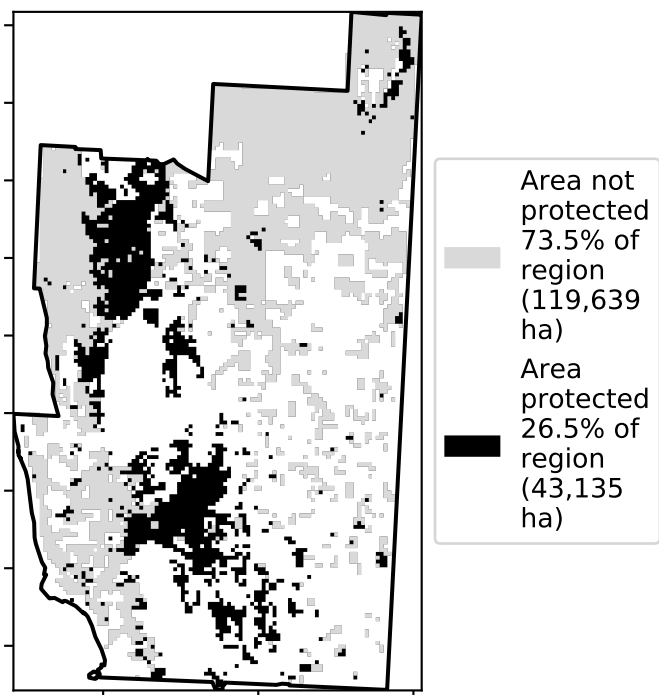 Area not
protected
73.5% of
region
(119,639
ha)
Area
protected
26.5% of
region
(43,135
ha)